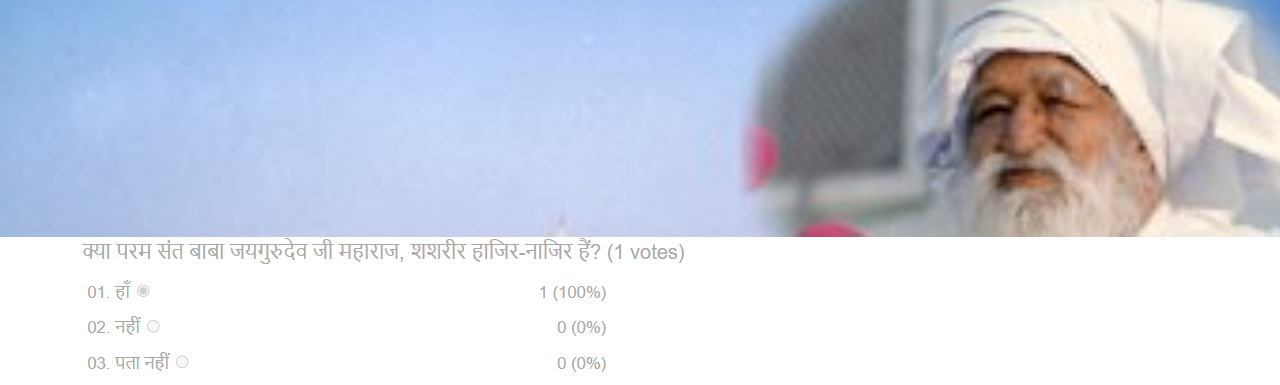 क्या परम संत बाबा जयगुरुदेव जी महाराज, शशरीर हाजिर-नाजिर हैं? (1 votes)
01. हाँ 1 (100%)
02. नहीं 0 (0%)
03. पता नहीं 0 (0%)